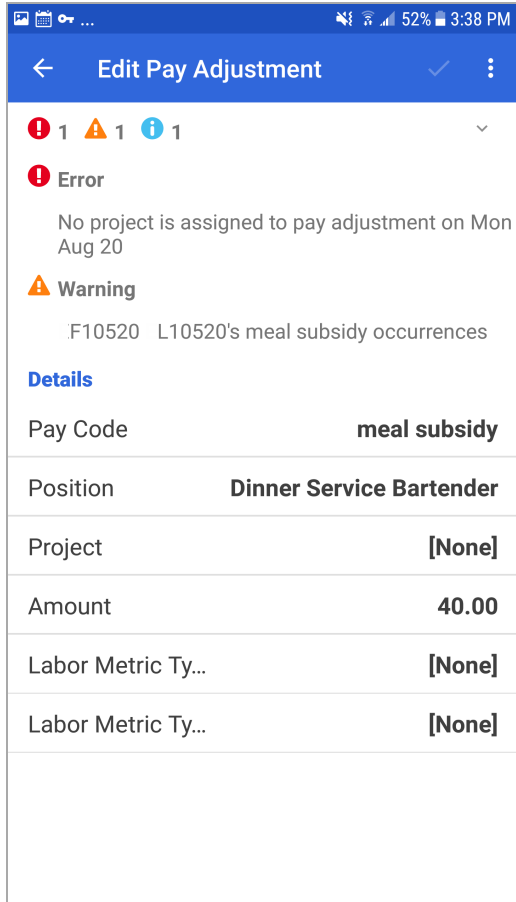 ... 52% 3:38 PM
Edit Pay Adjustment
1 1 1
Error
No project is assigned to pay adjustment on Mon
Aug 20
Warning
F10520 L10520's meal subsidy occurrences
Details
Pay Code meal subsidy
Position Dinner Service Bartender
Project [None]
Amount 40.00
Labor Metric Ty... [None]
Labor Metric Ty... [None]